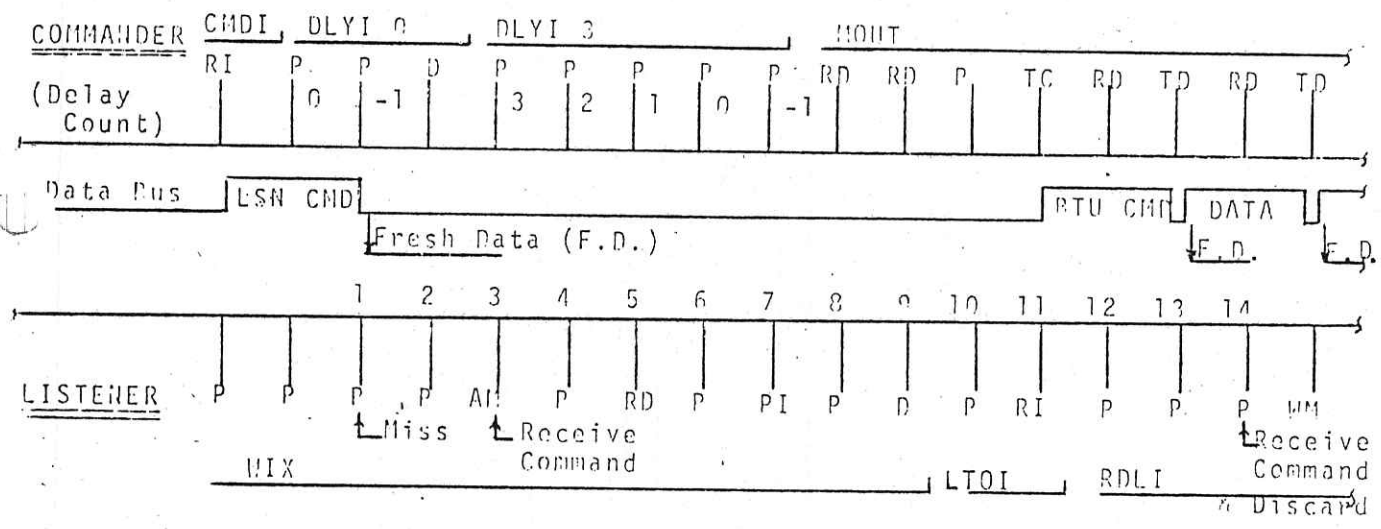 COMMANDER CMDI DLYI 0 DLYI 3 MOUT
RI P P D P P P P P RD RD P TC RD TD RD TD
(Delay 0 -1 3 2 1 0 -1
Count)
Data Bus LSN CMD RTU CMD DATA
Fresh Data (F.D.) F.D. F.D.
1 2 3 4 5 6 7 8 9 10 11 12 13 14
LISTENER P P P P AM P RD P PI P D P RI P P P WM
Miss Receive Receive
Command Command
WIX LTOI RDLI
& Discard